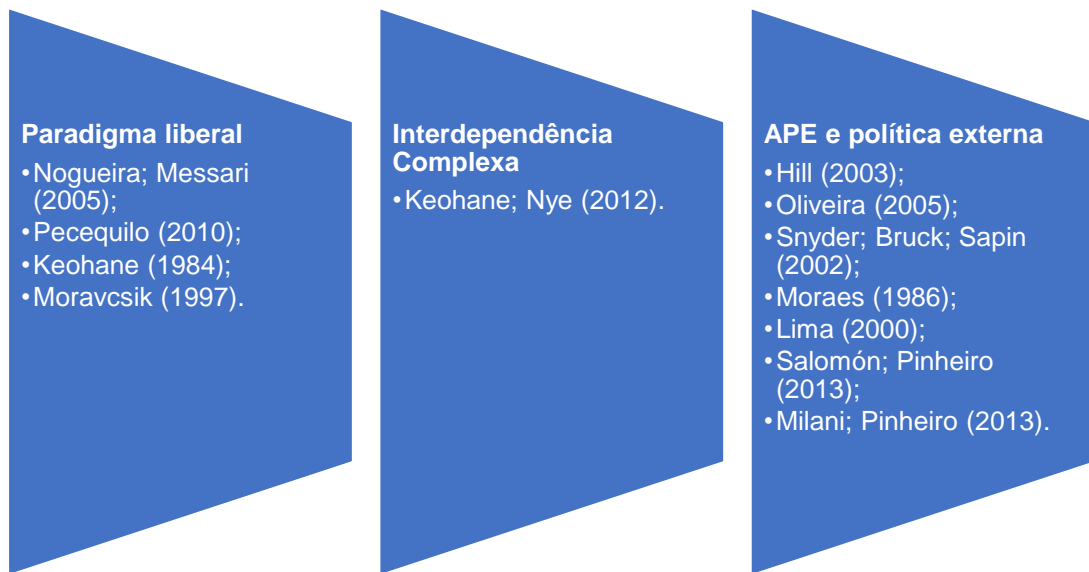 Paradigma liberal
•Nogueira; Messari
(2005);
•Pecequilo (2010);
•Keohane (1984);
•Moravcsik (1997).
Interdependência
Complexa
•Keohane; Nye (2012).
APE e política externa
•Hill (2003);
•Oliveira (2005);
•Snyder; Bruck; Sapin
(2002);
•Moraes (1986);
•Lima (2000);
•Salomón; Pinheiro
(2013);
•Milani; Pinheiro (2013).